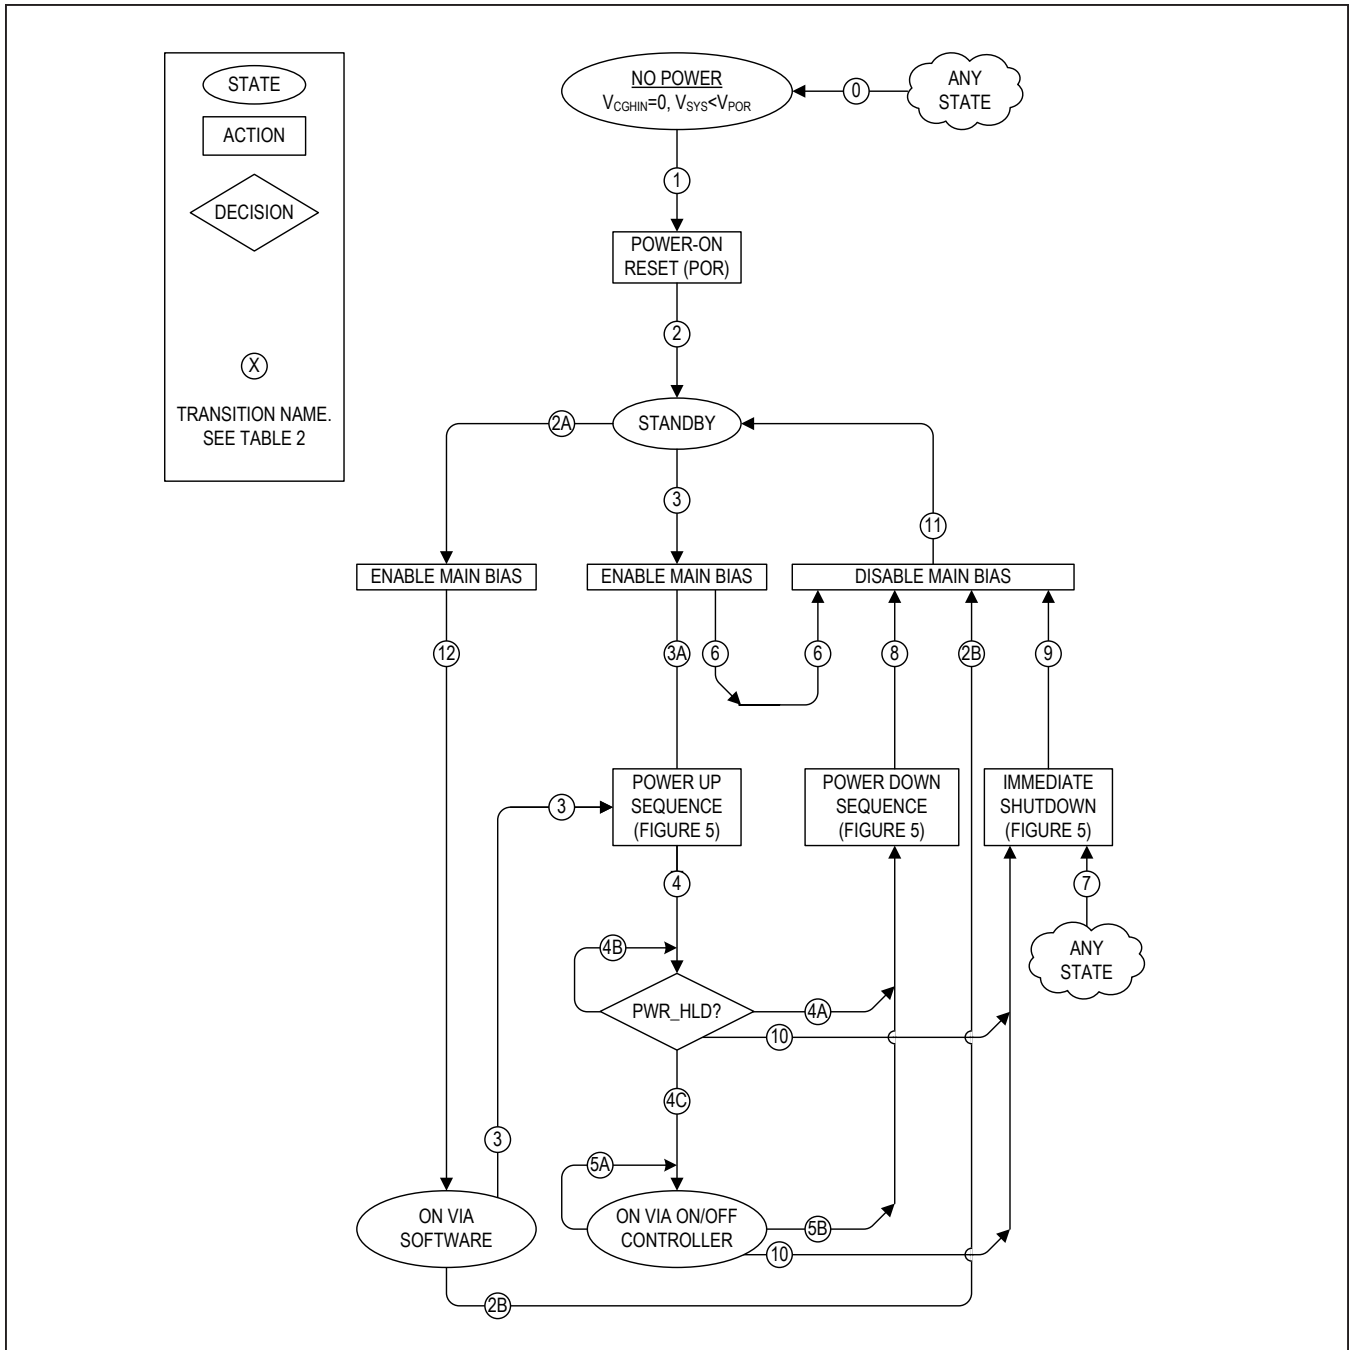 STATE
ACTION
DECISION
X
TRANSITION NAME.
SEE TABLE 2
NO POWER
VCGHIN=0, VSYS<VPOR
0
ANY
STATE
1
POWER-ON
RESET (POR)
2
STANDBY
2A
3
11
ENABLE MAIN BIAS
ENABLE MAIN BIAS
DISABLE MAIN BIAS
12
3A
6
6
8
2B
9
POWER UP
SEQUENCE
(FIGURE 5)
POWER DOWN
SEQUENCE
(FIGURE 5)
IMMEDIATE
SHUTDOWN
(FIGURE 5)
3
4
7
4B
ANY
STATE
PWR_HLD?
4A
10
4C
3
5A
ON VIA
SOFTWARE
ON VIA ON/OFF
CONTROLLER
5B
10
2B